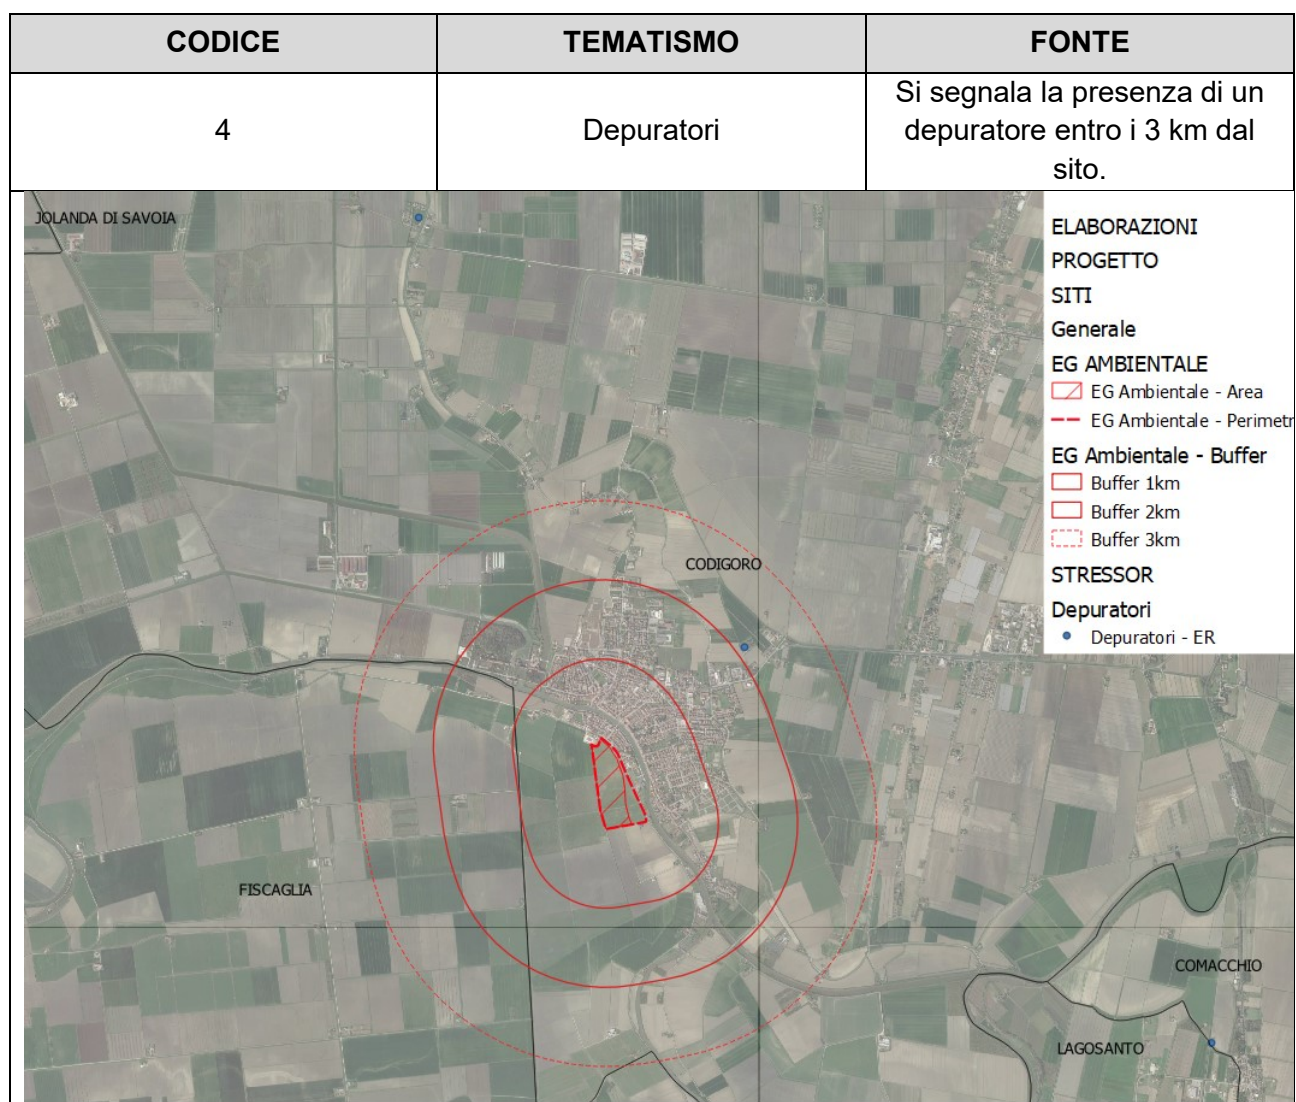 CODICE TEMATISMO FONTE
4 Depuratori Si segnala la presenza di un
depuratore entro i 3 km dal
sito.
JOLANDA DI SAVOIA
CODIGORO
FISCAGLIA
COMACCHIO
LAGOSANTO
ELABORAZIONI
PROGETTO
SITI
Generale
EG AMBIENTALE
EG Ambientale - Area
EG Ambientale - Perimetr
EG Ambientale - Buffer
Buffer 1km
Buffer 2km
Buffer 3km
STRESSOR
Depuratori
Depuratori - ER